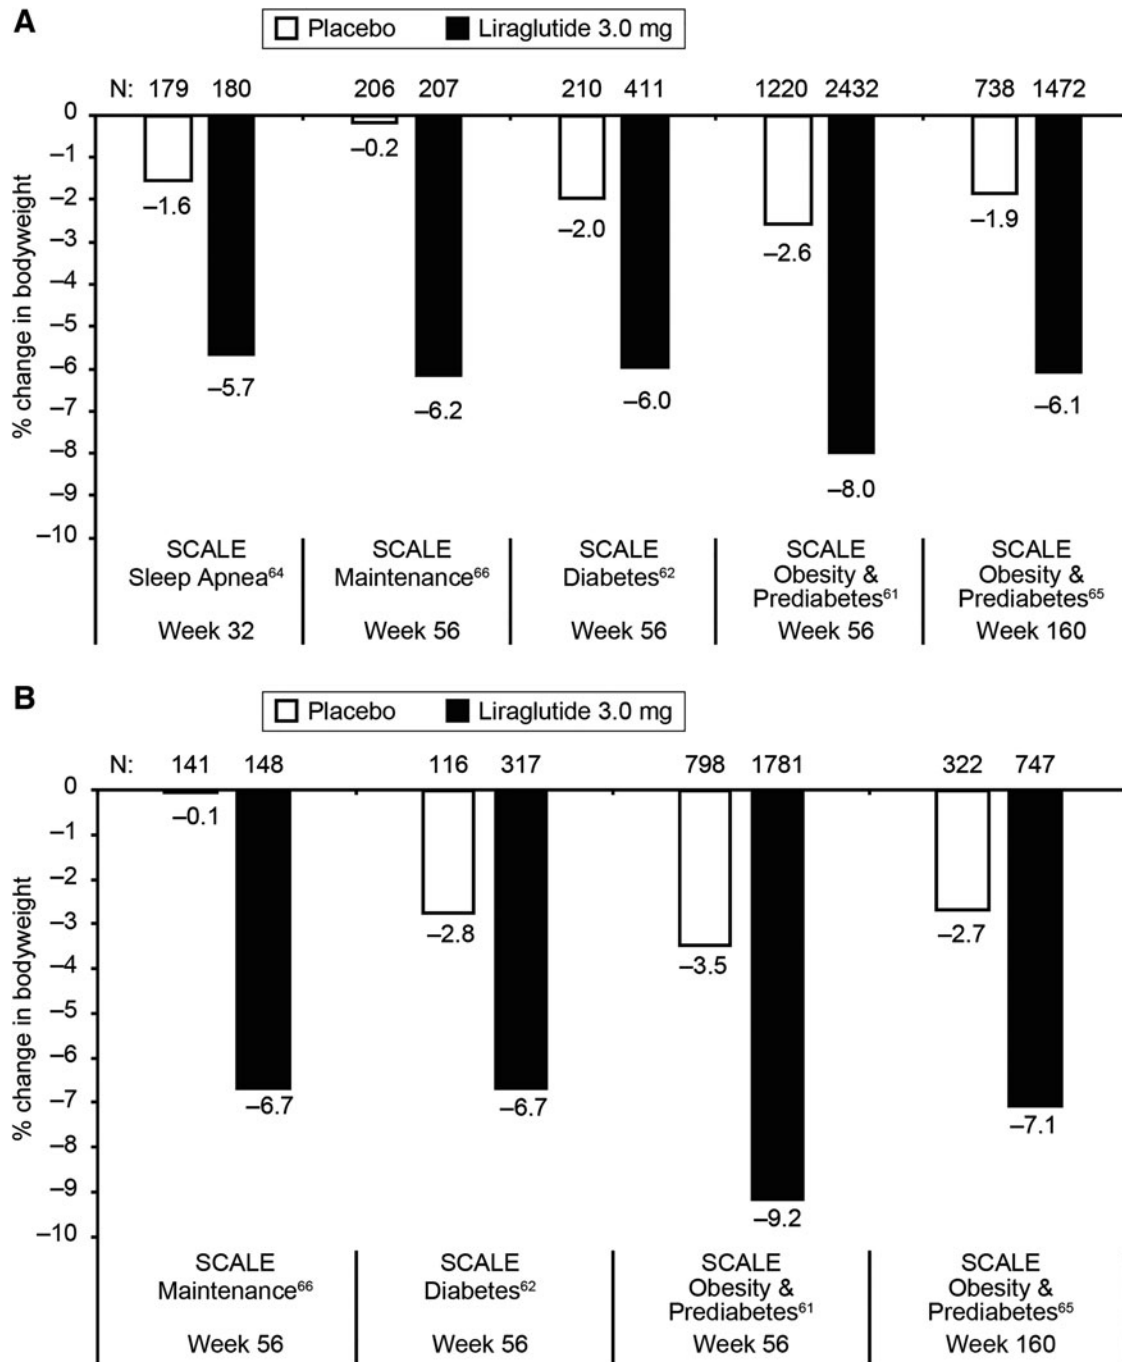 A
Placebo Liraglutide 3.0 mg
N: 179 180 206 207 210 411 1220 2432 738 1472
0
–1
–2
–3
–4
–5
–6
–7
–8
–9
–10
% change in bodyweight
–1.6
–5.7
–0.2
–6.2
–2.0
–6.0
–2.6
–8.0
–1.9
–6.1
SCALE
Sleep Apnea⁶⁴
Week 32
SCALE
Maintenance⁶⁶
Week 56
SCALE
Diabetes⁶²
Week 56
SCALE
Obesity &
Prediabetes⁶¹
Week 56
SCALE
Obesity &
Prediabetes⁶⁵
Week 160
B
Placebo Liraglutide 3.0 mg
N: 141 148 116 317 798 1781 322 747
0
–1
–2
–3
–4
–5
–6
–7
–8
–9
–10
% change in bodyweight
–0.1
–6.7
–2.8
–6.7
–3.5
–9.2
–2.7
–7.1
SCALE
Maintenance⁶⁶
Week 56
SCALE
Diabetes⁶²
Week 56
SCALE
Obesity &
Prediabetes⁶¹
Week 56
SCALE
Obesity &
Prediabetes⁶⁵
Week 160